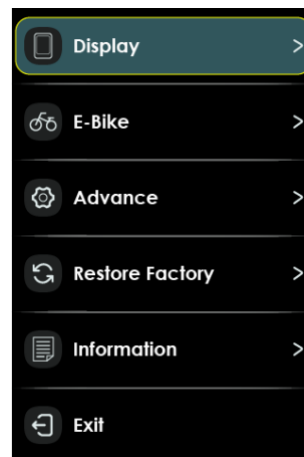 Display >
E-Bike >
Advance >
Restore Factory >
Information >
Exit